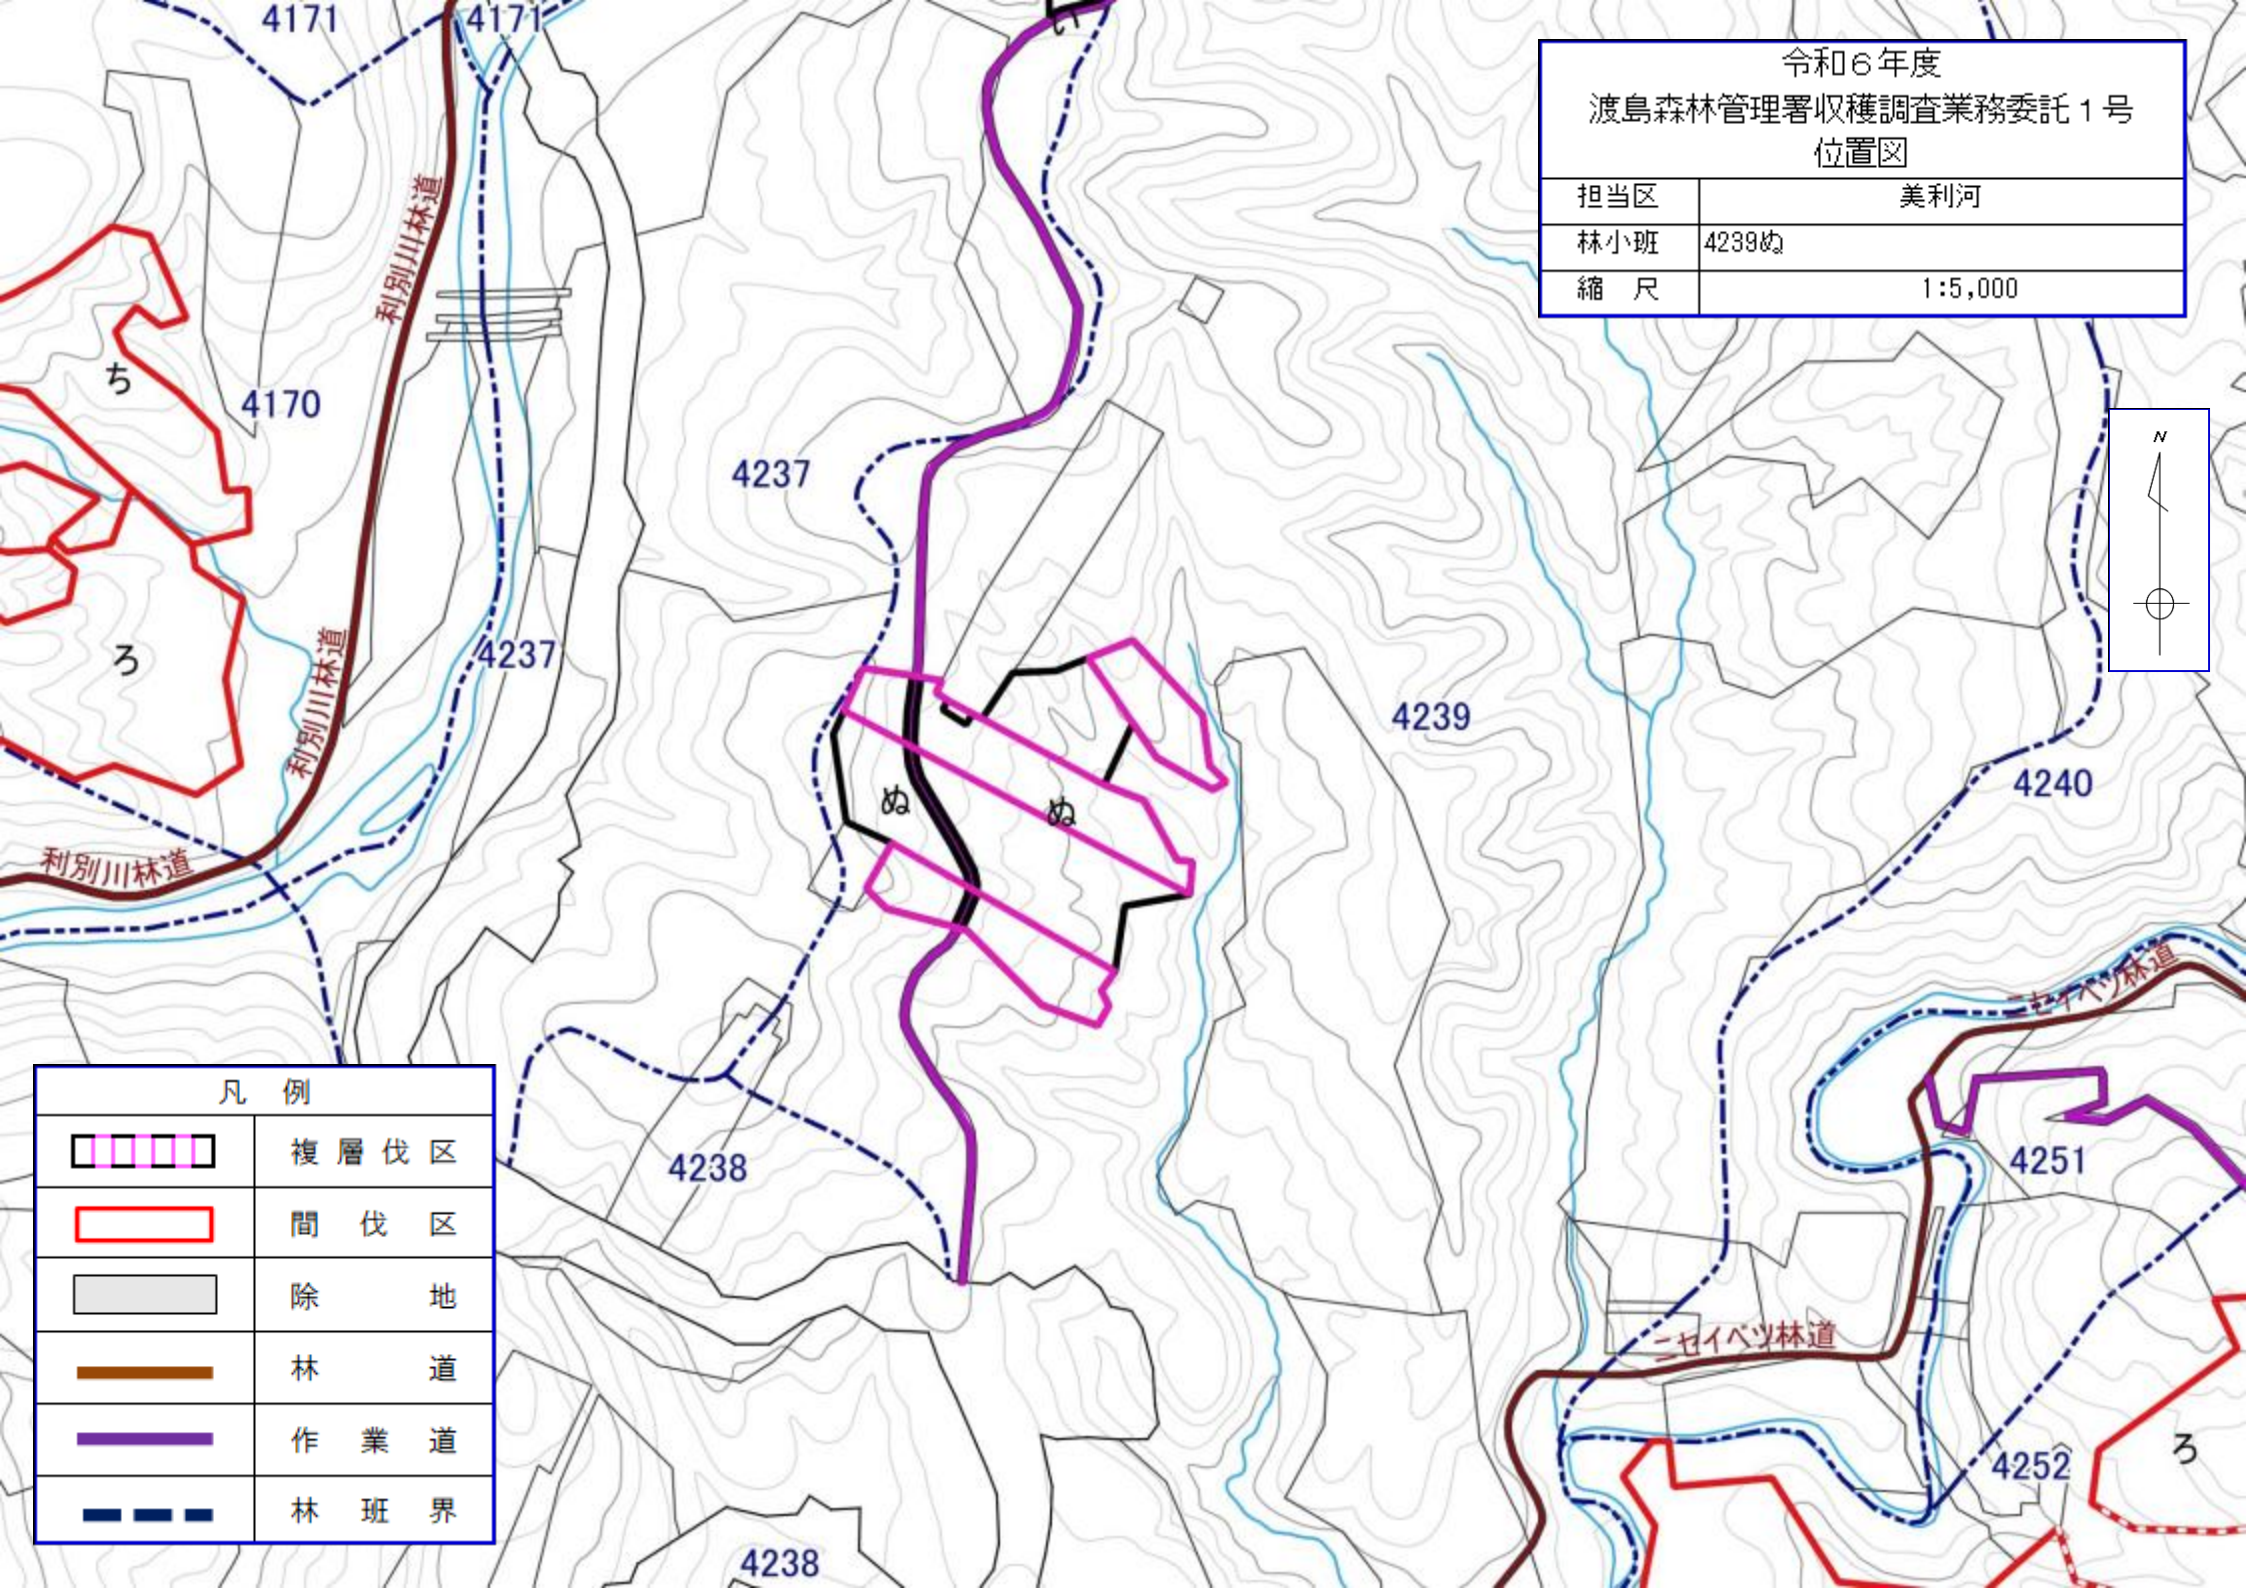 4171
4171
い
令和6年度
渡島森林管理署収穫調査業務委託1号
位置図
担当区 美利河
林小班 4239ぬ
縮尺 1:5,000
利別川林道
ち
4170
4237
N
利別川林道
ろ
4237
4239
4240
ぬ
ぬ
利別川林道
ニセイベツ林道
凡例
複層伐区
間伐区
除地
林道
作業道
林班界
4238
4251
ニセイベツ林道
4252
ろ
4238